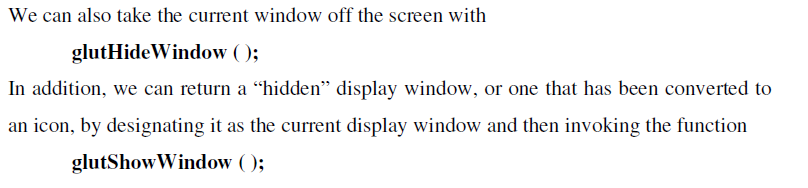 We can also take the current window off the screen with
glutHideWindow ( );
In addition, we can return a “hidden” display window, or one that has been converted to
an icon, by designating it as the current display window and then invoking the function
glutShowWindow ( );